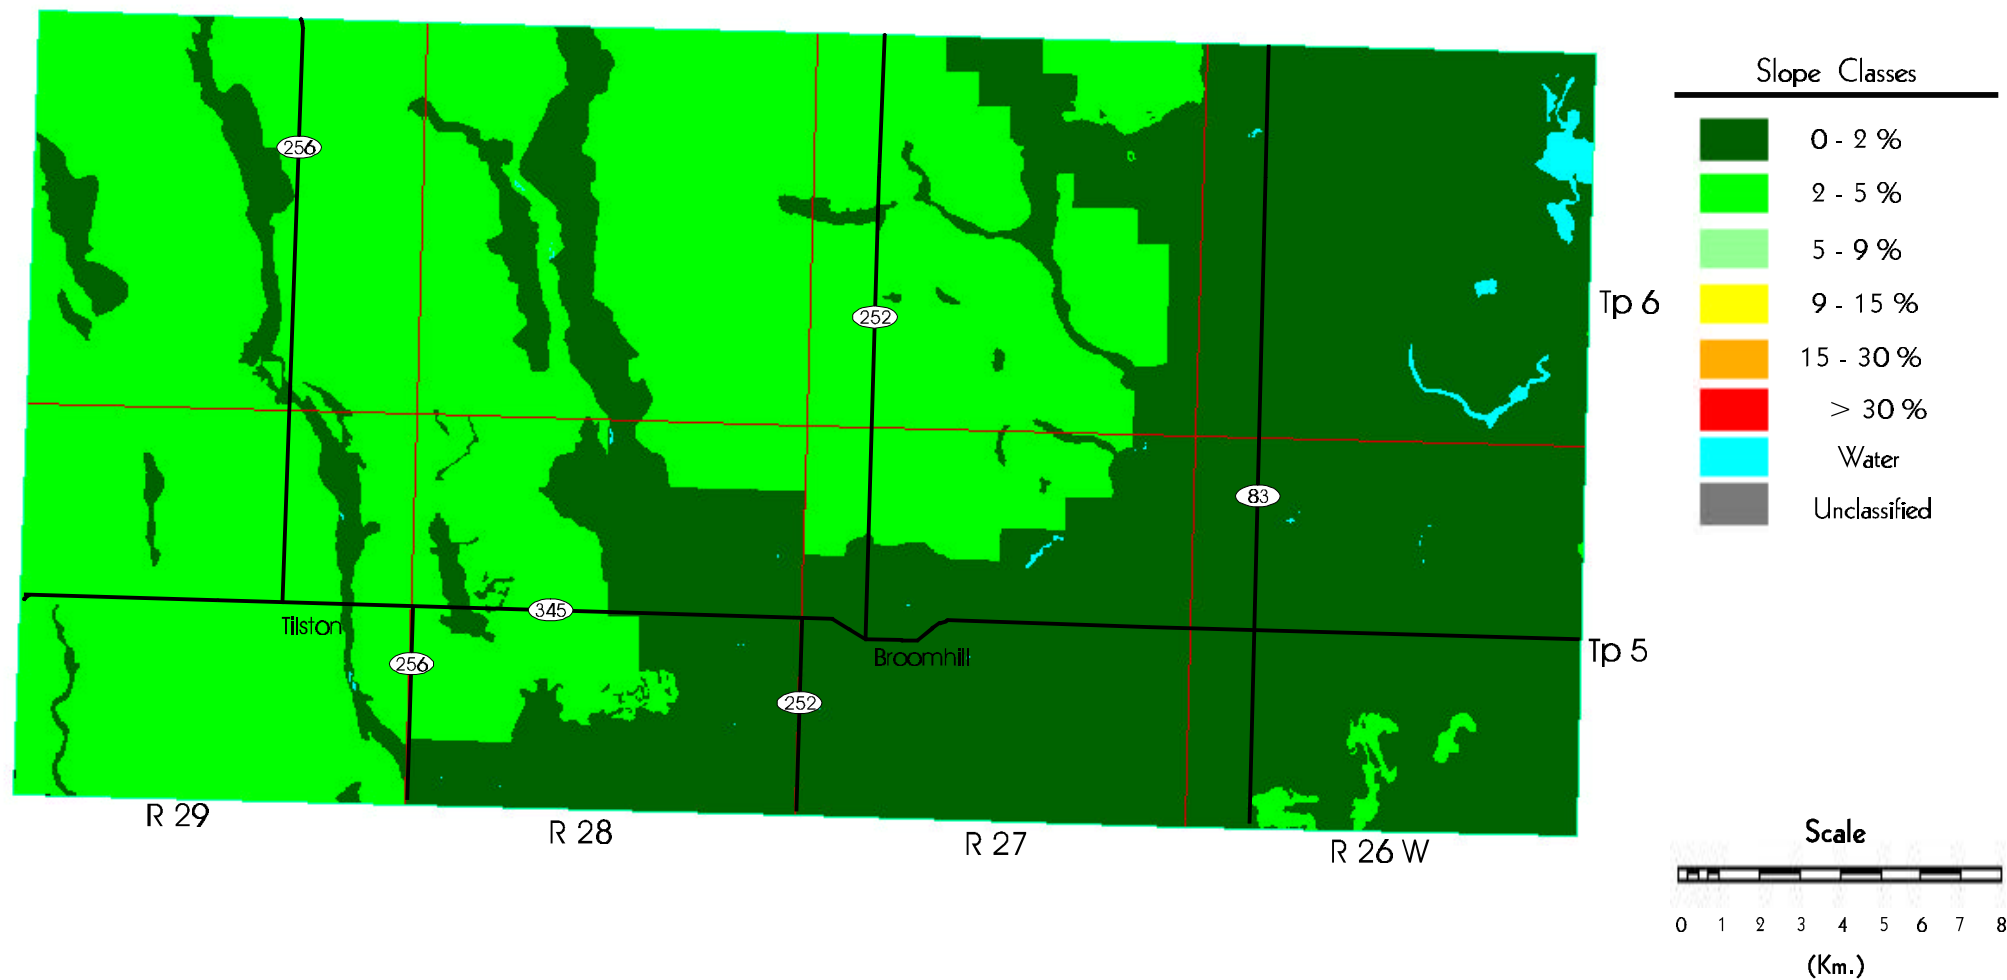 256
252
83
345
256
252
Tilston
Broomhill
Tp 6
Tp 5
R 29
R 28
R 27
R 26 W
Slope Classes
0 - 2 %
2 - 5 %
5 - 9 %
9 - 15 %
15 - 30 %
> 30 %
Water
Unclassified
Scale
0 1 2 3 4 5 6 7 8
(Km.)